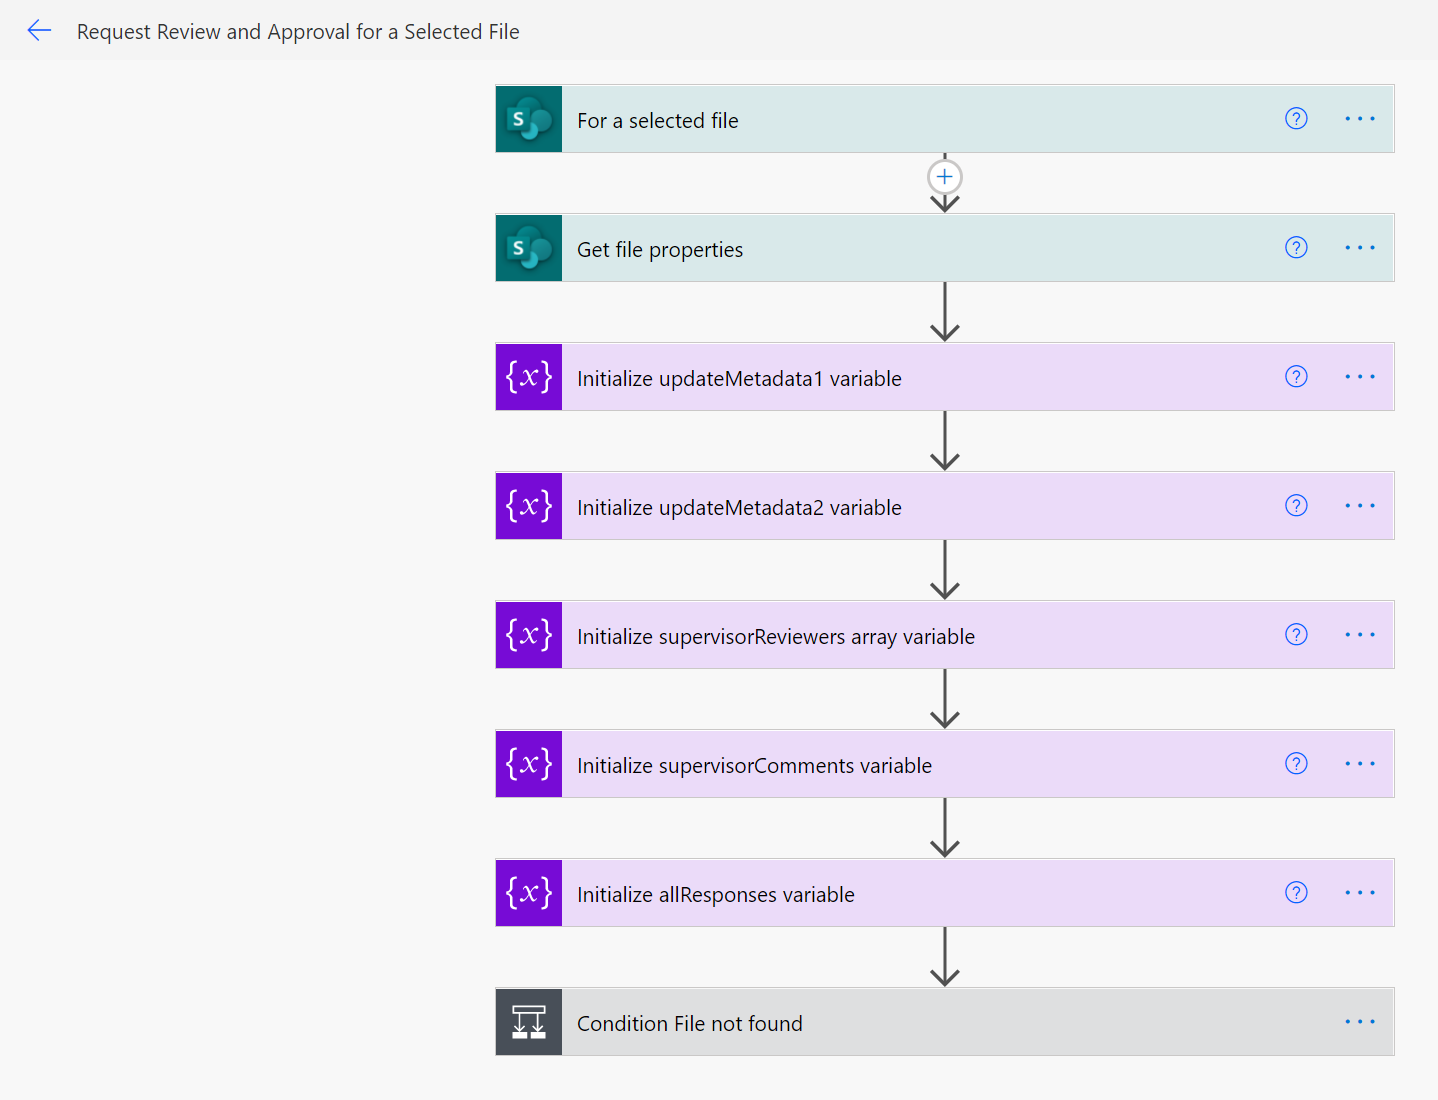 Request Review and Approval for a Selected File
For a selected file
Get file properties
Initialize updateMetadata1 variable
Initialize updateMetadata2 variable
Initialize supervisorReviewers array variable
Initialize supervisorComments variable
Initialize allResponses variable
Condition File not found